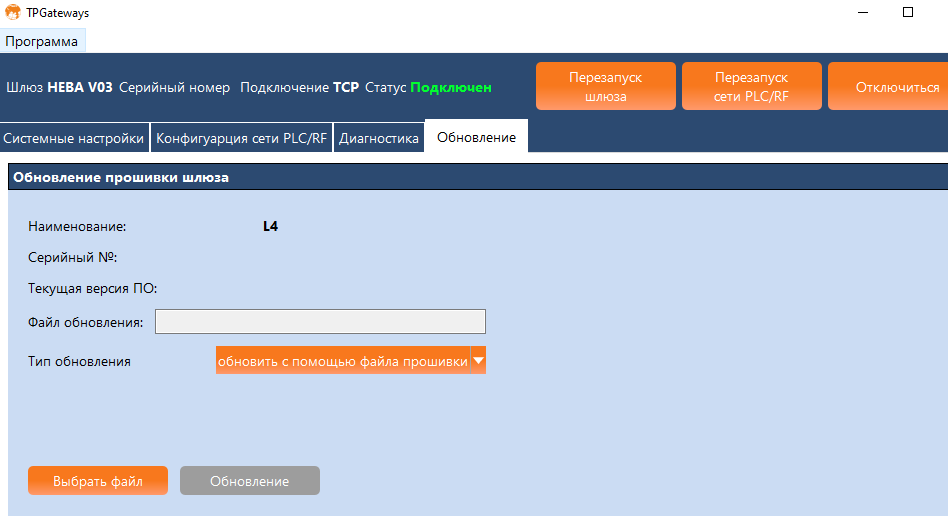 TPGateways
Программа
Шлюз НЕВА V03 Серийный номер Подключение TCP Статус Подключен
Перезапуск
шлюза
Перезапуск
сети PLC/RF
Отключиться
Системные настройки
Конфигуарция сети PLC/RF
Диагностика
Обновление
Обновление прошивки шлюза
Наименование: L4
Серийный №:
Текущая версия ПО:
Файл обновления:
Тип обновления обновить с помощью файла прошивки
Выбрать файл
Обновление